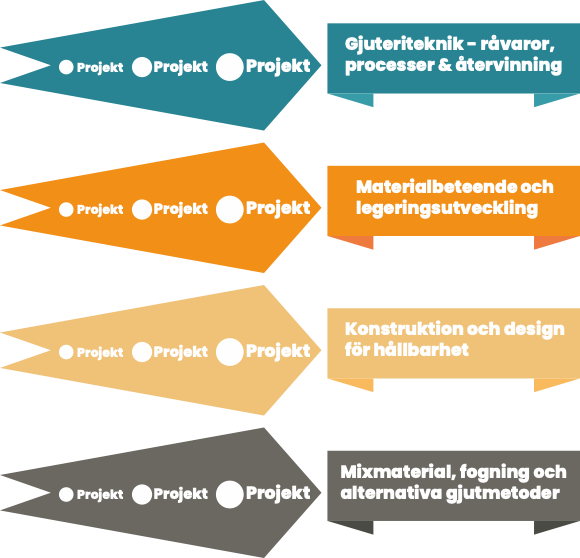 Projekt Projekt Projekt
Gjuteriteknik - råvaror,
processer & återvinning
Projekt Projekt Projekt
Materialbeteende och
legeringsutveckling
Projekt Projekt Projekt
Konstruktion och design
för hållbarhet
Projekt Projekt Projekt
Mixmaterial, fogning och
alternativa gjutmetoder